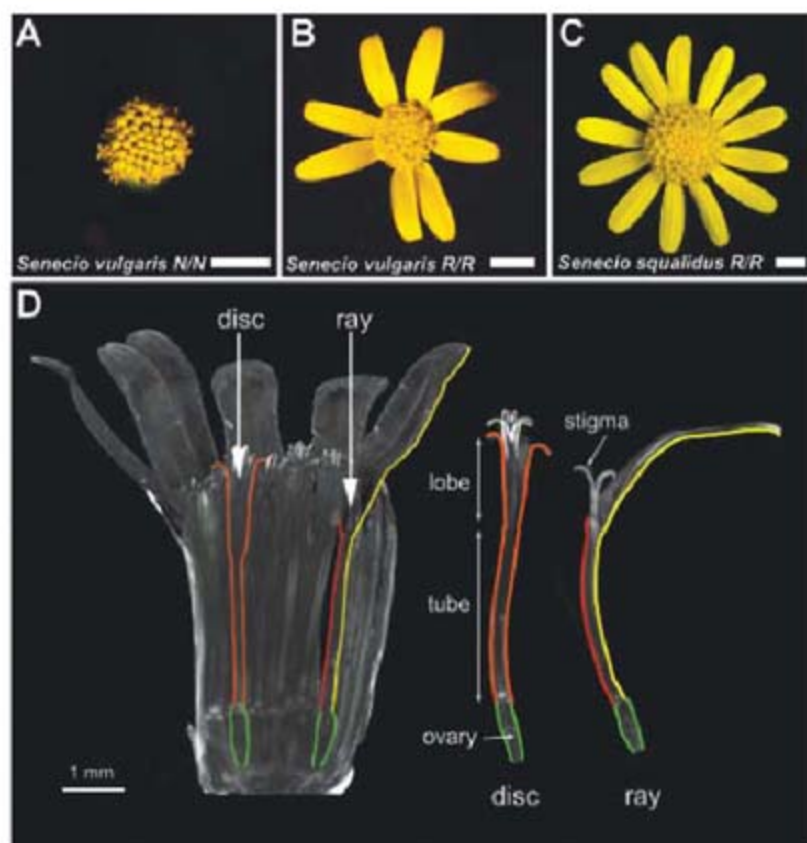 A
B
C
Senecio vulgaris N/N
Senecio vulgaris R/R
Senecio squalidus R/R
D
disc
ray
stigma
lobe
tube
ovary
1 mm
disc
ray